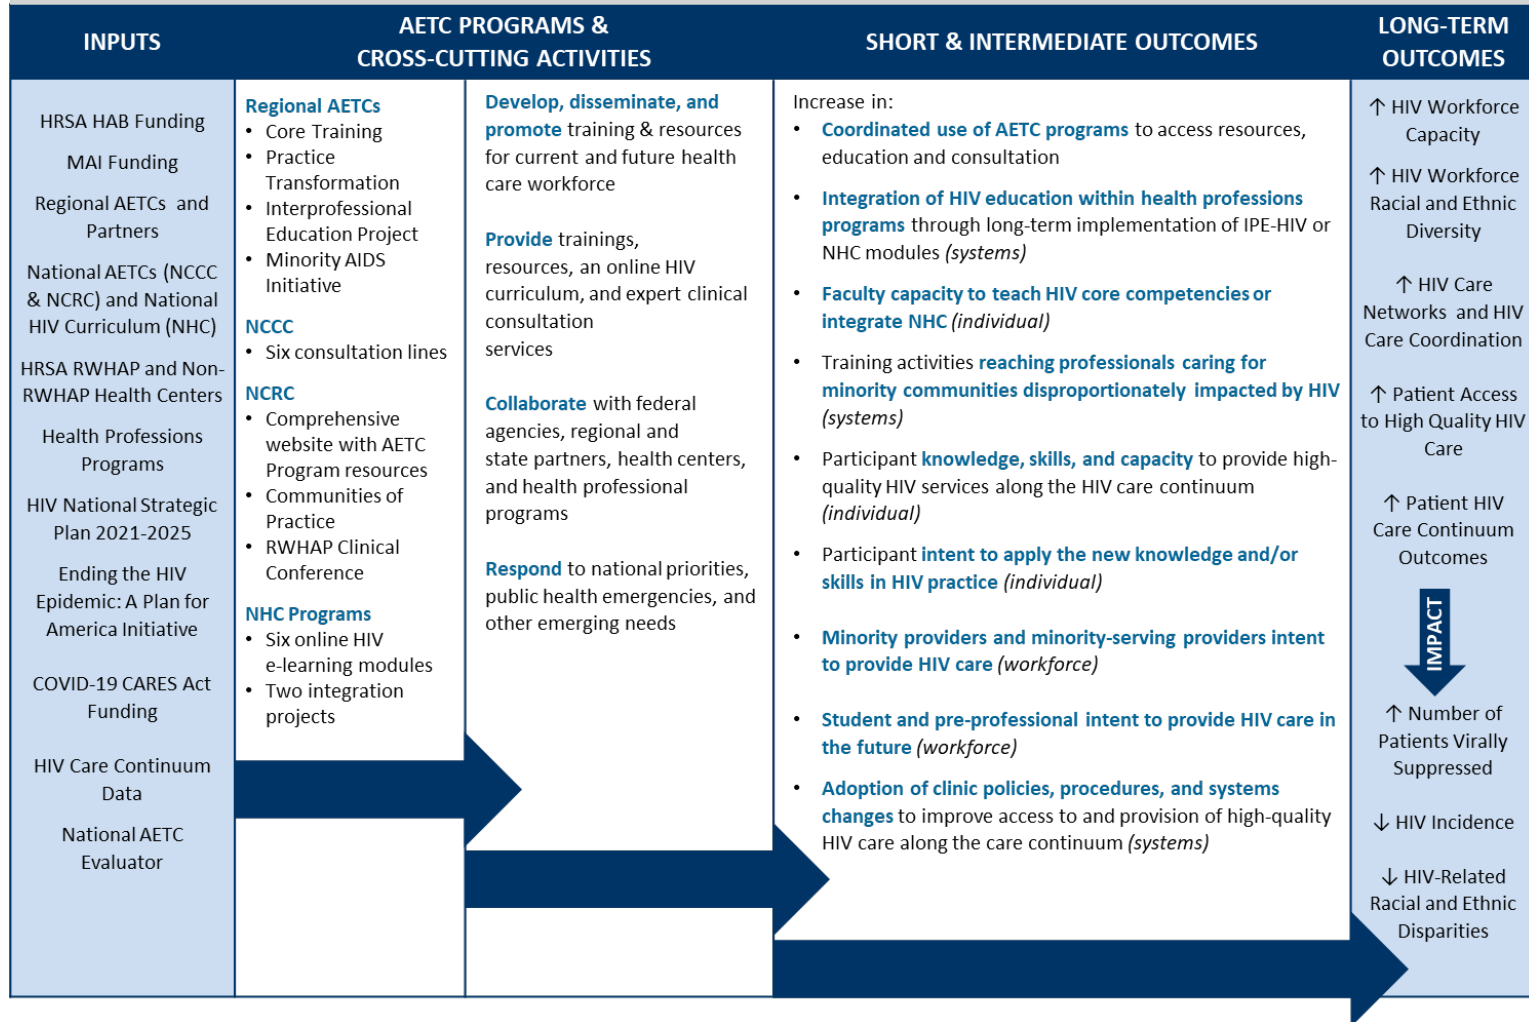 INPUTS
AETC PROGRAMS &
CROSS-CUTTING ACTIVITIES
SHORT & INTERMEDIATE OUTCOMES
LONG-TERM
OUTCOMES
HRSA HAB Funding
MAI Funding
Regional AETCs and
Partners
National AETCs (NCCC
& NCRC) and National
HIV Curriculum (NHC)
HRSA RWHAP and Non-
RWHAP Health Centers
Health Professions
Programs
HIV National Strategic
Plan 2021-2025
Ending the HIV
Epidemic: A Plan for
America Initiative
COVID-19 CARES Act
Funding
HIV Care Continuum
Data
National AETC
Evaluator
Regional AETCs
• Core Training
• Practice
Transformation
• Interprofessional
Education Project
• Minority AIDS
Initiative
NCCC
• Six consultation lines
NCRC
• Comprehensive
website with AETC
Program resources
• Communities of
Practice
• RWHAP Clinical
Conference
NHC Programs
• Six online HIV
e-learning modules
• Two integration
projects
Develop, disseminate, and
promote training & resources
for current and future health
care workforce
Provide trainings,
resources, an online HIV
curriculum, and expert clinical
consultation
services
Collaborate with federal
agencies, regional and
state partners, health centers,
and health professional
programs
Respond to national priorities,
public health emergencies, and
other emerging needs
Increase in:
• Coordinated use of AETC programs to access resources,
education and consultation
• Integration of HIV education within health professions
programs through long-term implementation of IPE-HIV or
NHC modules (systems)
• Faculty capacity to teach HIV core competencies or
integrate NHC (individual)
• Training activities reaching professionals caring for
minority communities disproportionately impacted by HIV
(systems)
• Participant knowledge, skills, and capacity to provide high-
quality HIV services along the HIV care continuum
(individual)
• Participant intent to apply the new knowledge and/or
skills in HIV practice (individual)
• Minority providers and minority-serving providers intent
to provide HIV care (workforce)
• Student and pre-professional intent to provide HIV care in
the future (workforce)
• Adoption of clinic policies, procedures, and systems
changes to improve access to and provision of high-quality
HIV care along the care continuum (systems)
↑ HIV Workforce
Capacity
↑ HIV Workforce
Racial and Ethnic
Diversity
↑ HIV Care
Networks and HIV
Care Coordination
↑ Patient Access
to High Quality HIV
Care
↑ Patient HIV
Care Continuum
Outcomes
IMPACT
↑ Number of
Patients Virally
Suppressed
↓ HIV Incidence
↓ HIV-Related
Racial and Ethnic
Disparities